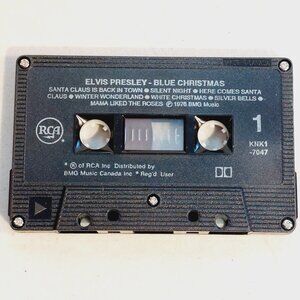 ELVIS PRESLEY - BLUE CHRISTMAS
SANTA CLAUS IS BACK IN TOWN ● SILENT NIGHT ● HERE COMES SANTA
CLAUS ● WINTER WONDERLAND ● WHITE CHRISTMAS ● SILVER BELLS ●
MAMA LIKED THE ROSES ℗ 1976 BMG Music
RCA
1
KNK1
-7047
* ® of RCA Inc Distributed by
BMG Music Canada Inc * Reg'd User